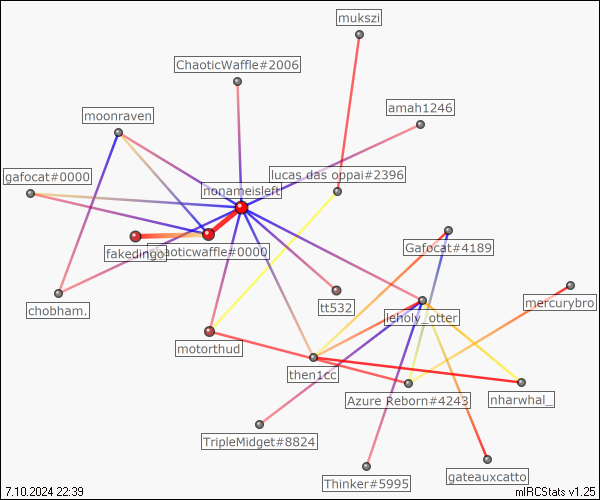 mukszi
ChaoticWaffle#2006
amah1246
moonraven
gafocat#0000
lucas das oppai#2396
nonameisleft
Gafocat#4189
fakedingo
chaoticwaffle#0000
mercurybro
tt532
chobham.
leholy_otter
motorthud
then1cc
Azure Reborn#4243
nharwhal_
TripleMidget#8824
Thinker#5995
gateauxcatto
7.10.2024 22:39
mIRCStats v1.25